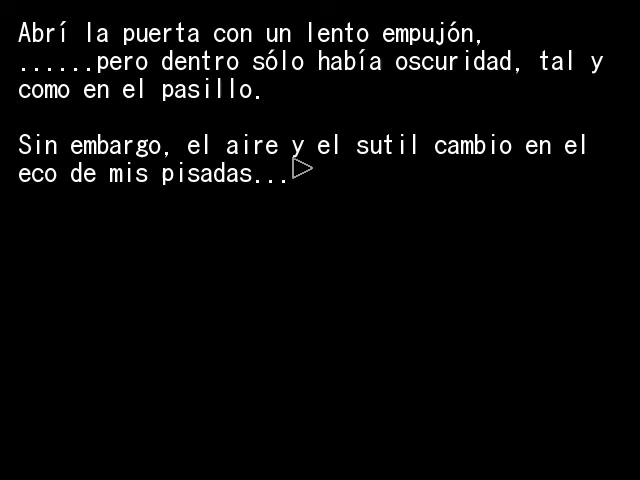 Abrí la puerta con un lento empujón,
......pero dentro sólo había oscuridad, tal y
como en el pasillo.
Sin embargo, el aire y el sutil cambio en el
eco de mis pisadas...